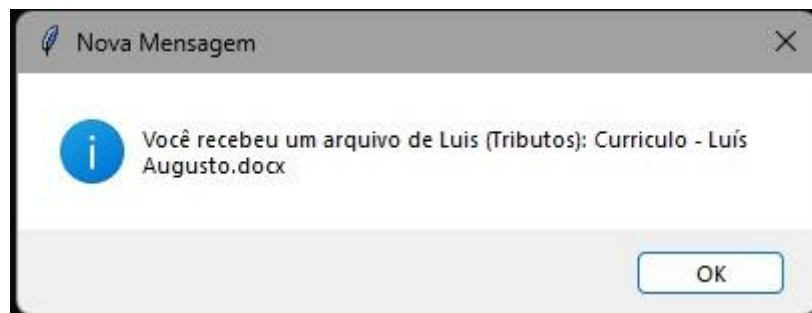 Nova Mensagem
Você recebeu um arquivo de Luis (Tributos): Curriculo - Luís
Augusto.docx
OK